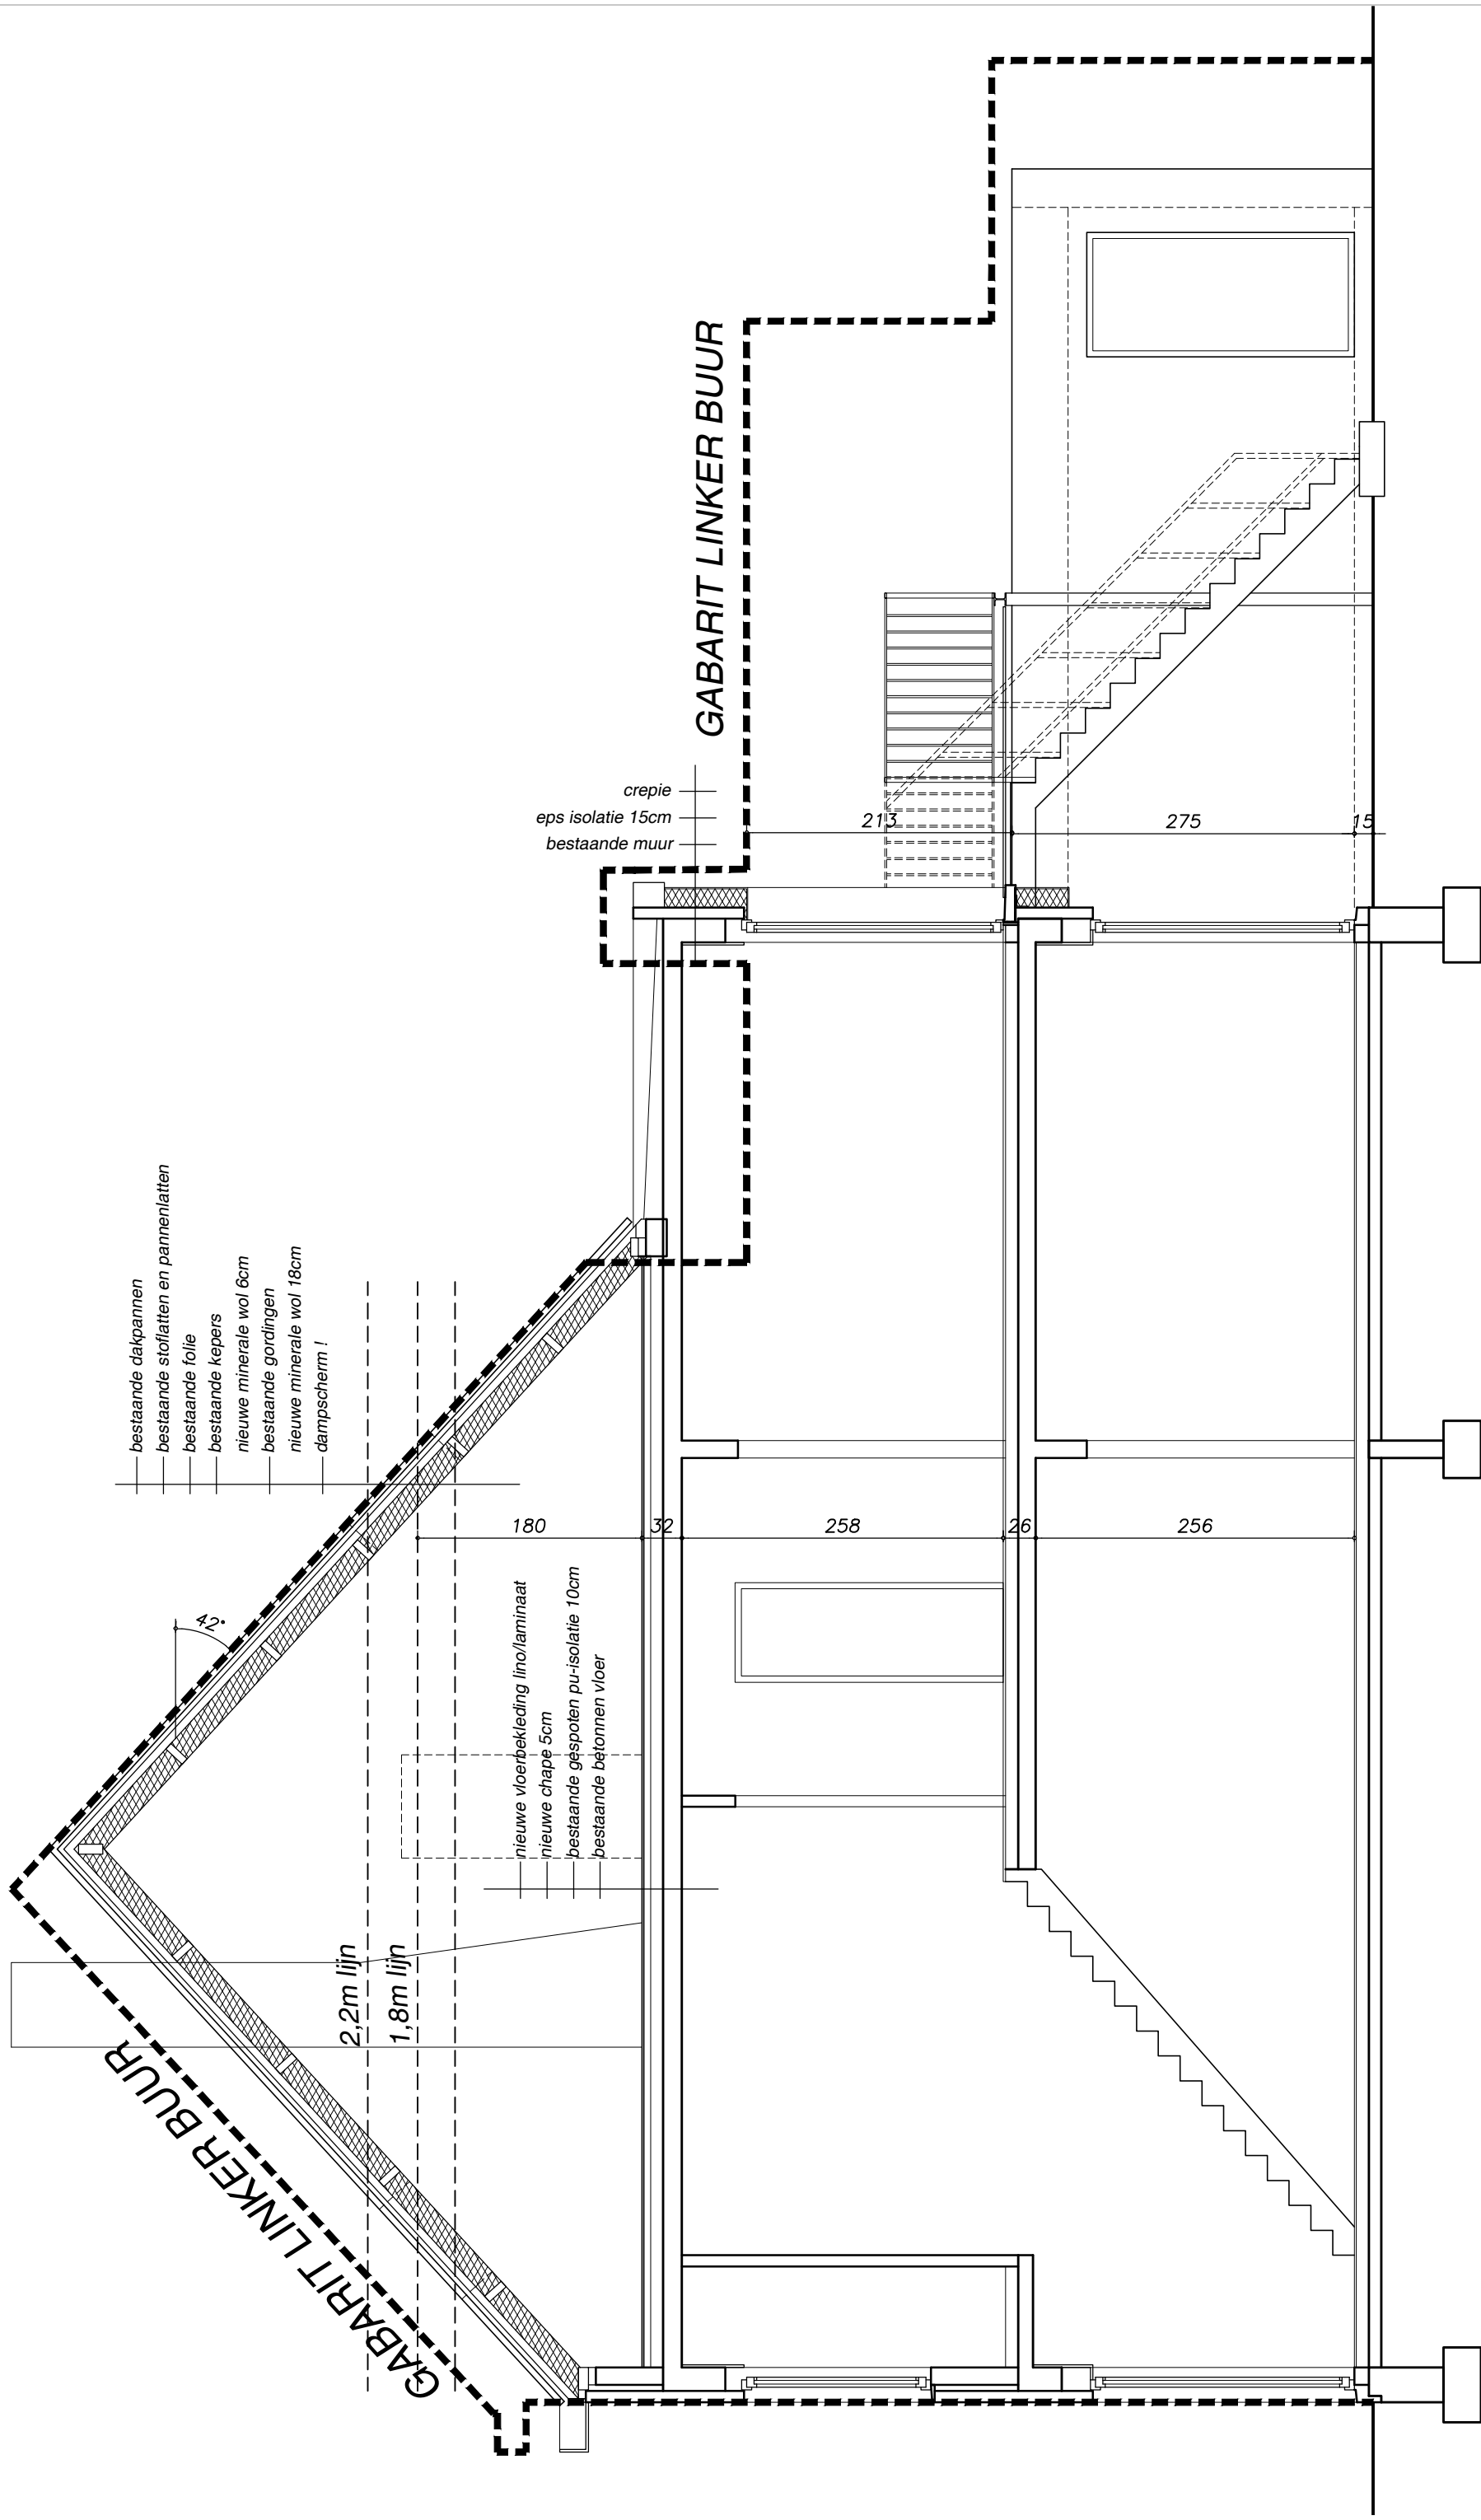 GABARIT LINKER BUUR
crepie
eps isolatie 15cm
bestaande muur
213
275
15
bestaande dakpannen
bestaande stoflatten en pannenlatten
bestaande folie
bestaande kepers
nieuwe minerale wol 6cm
bestaande gordingen
nieuwe minerale wol 18cm
dampscherm !
180
32
258
26
256
42°
nieuwe vloerbekleding lino/laminaat
nieuwe chape 5cm
bestaande gespoten pu-isolatie 10cm
bestaande betonnen vloer
2,2m lijn
1,8m lijn
GABARIT LINKER BUUR